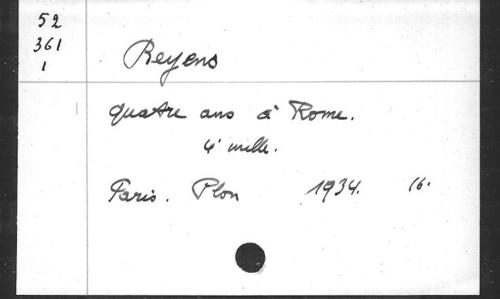 52
361
1
Beyens
quatre ans à Rome.
4e mille.
Paris. Plon 1934. 16.